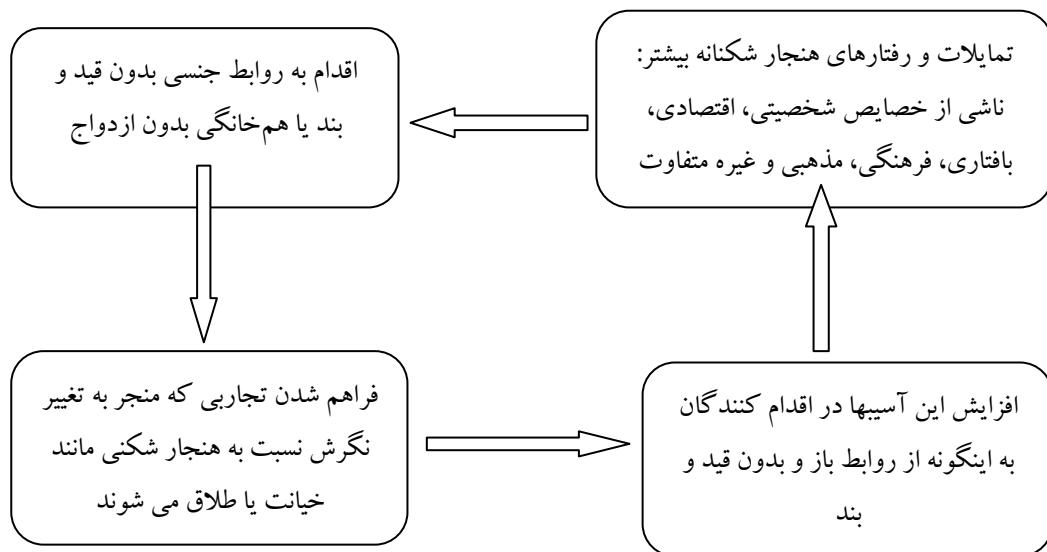 تمایلات و رفتارهای هنجار شکنانه بیشتر:
ناشی از خصایص شخصیتی، اقتصادی،
بافتاری، فرهنگی، مذهبی و غیره متفاوت
اقدام به روابط جنسی بدون قید و
بند یا هم‌خانگی بدون ازدواج
فراهم شدن تجاربی که منجر به تغییر
نگرش نسبت به هنجار شکنی مانند
خیانت یا طلاق می شوند
افزایش این آسیبها در اقدام کنندگان
به اینگونه از روابط باز و بدون قید و
بند